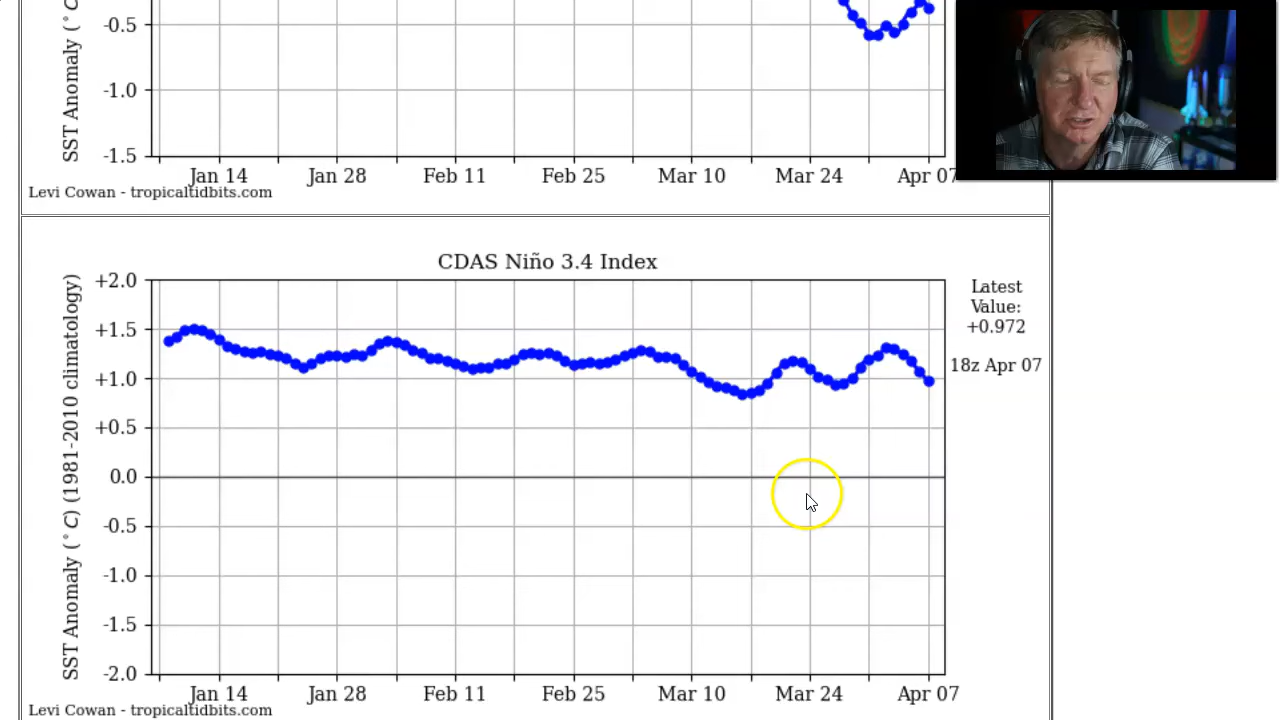 SST Anomaly (°C
-0.5
-1.0
-1.5
Jan 14 Jan 28 Feb 11 Feb 25 Mar 10 Mar 24 Apr 07
Levi Cowan - tropicaltidbits.com
CDAS Niño 3.4 Index
SST Anomaly (°C) (1981-2010 climatology)
+2.0
+1.5
+1.0
+0.5
0.0
-0.5
-1.0
-1.5
-2.0
Latest
Value:
+0.972
18z Apr 07
Jan 14 Jan 28 Feb 11 Feb 25 Mar 10 Mar 24 Apr 07
Levi Cowan - tropicaltidbits.com